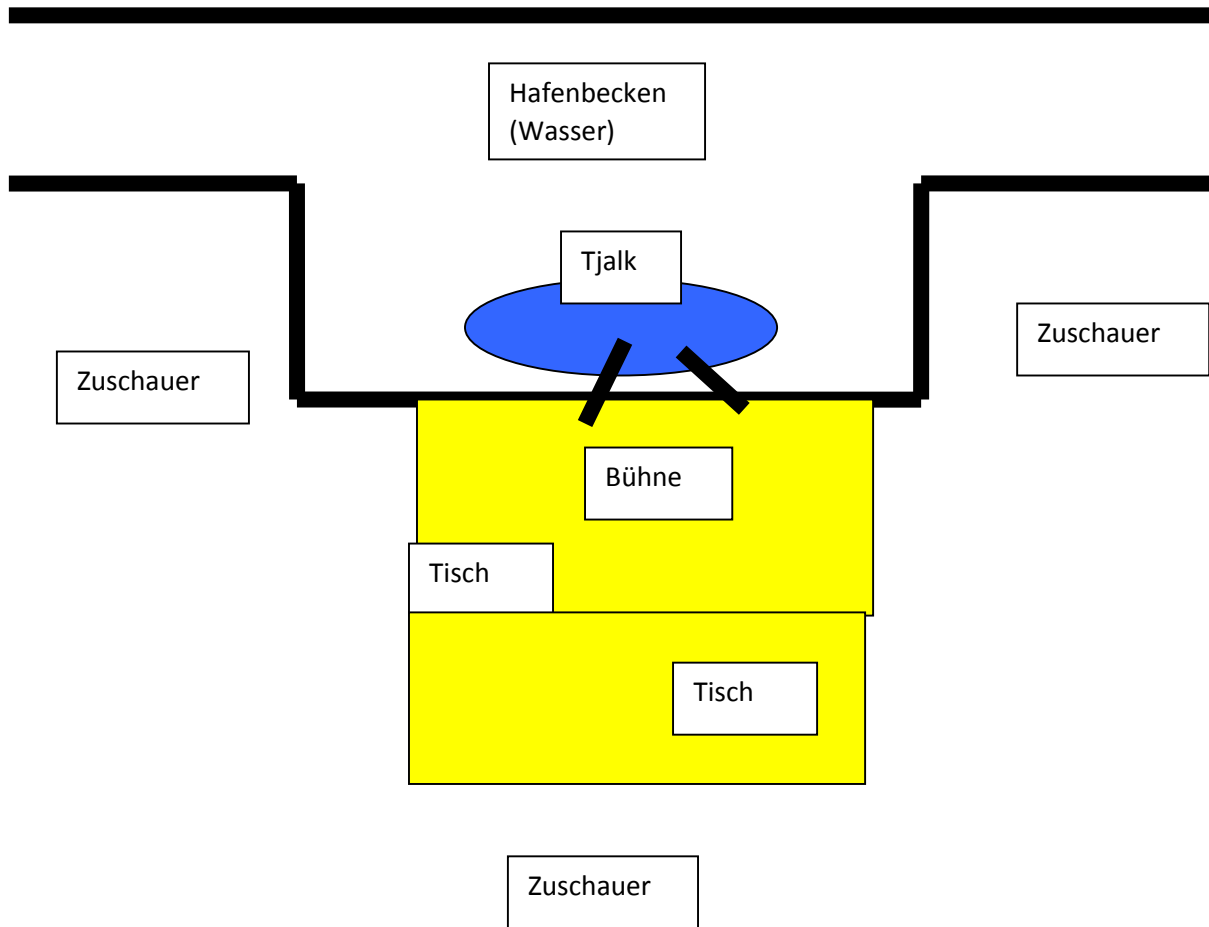 Hafenbecken
(Wasser)
Tjalk
Zuschauer
Zuschauer
Bühne
Tisch
Tisch
Zuschauer